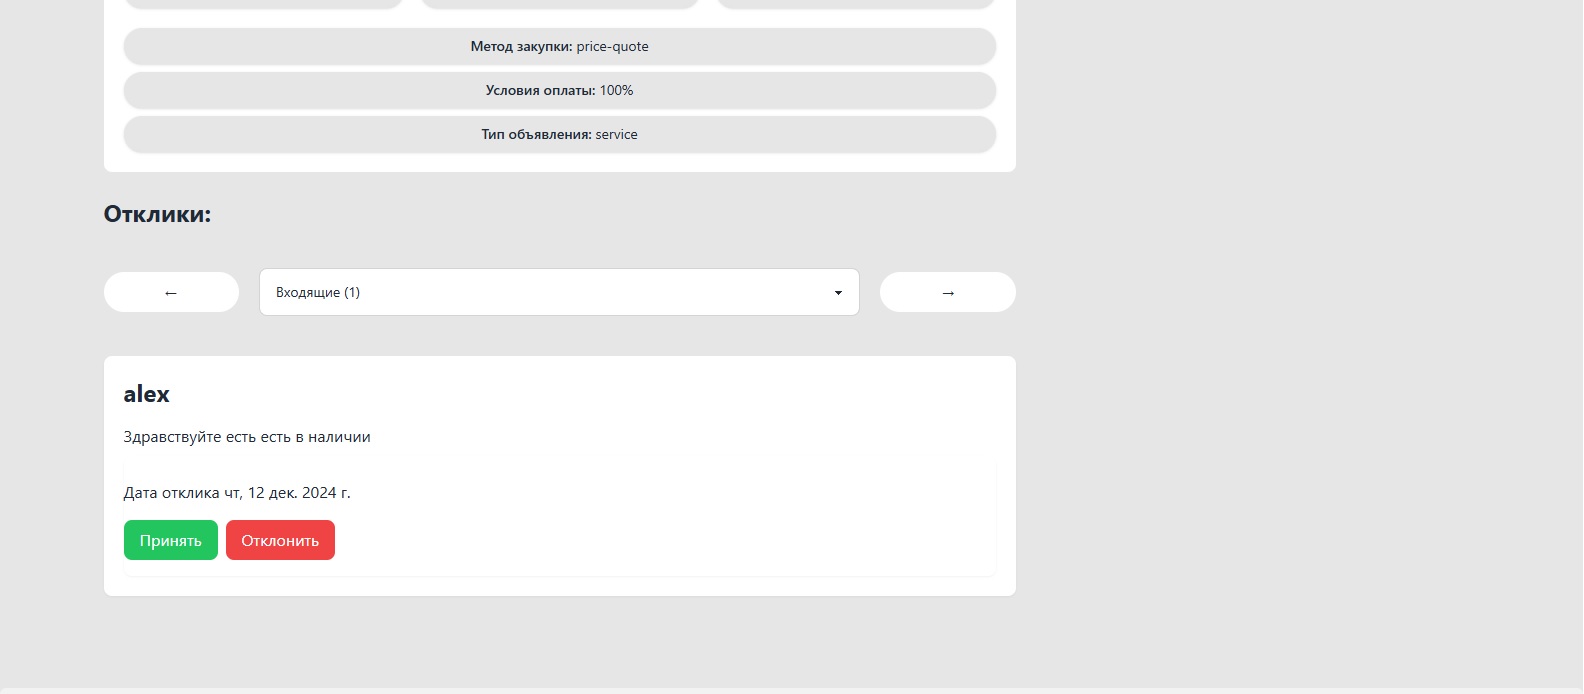 Метод закупки: price-quote
Условия оплаты: 100%
Тип объявления: service
Отклики:
← Входящие (1) →
alex
Здравствуйте есть есть в наличии
Дата отклика чт, 12 дек. 2024 г.
Принять Отклонить